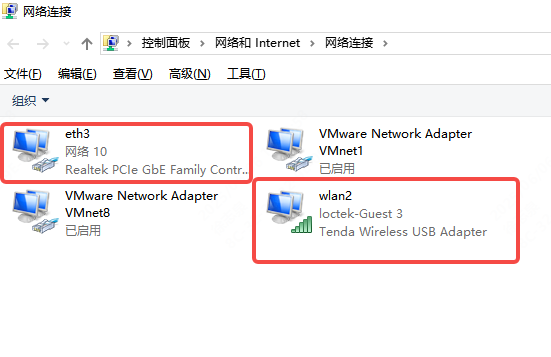 网络连接
控制面板 > 网络和 Internet > 网络连接 >
文件(F) 编辑(E) 查看(V) 高级(N) 工具(T)
组织
eth3
网络 10
Realtek PCIe GbE Family Contr...
VMware Network Adapter
VMnet1
已启用
VMware Network Adapter
VMnet8
已启用
wlan2
loctek-Guest 3
Tenda Wireless USB Adapter